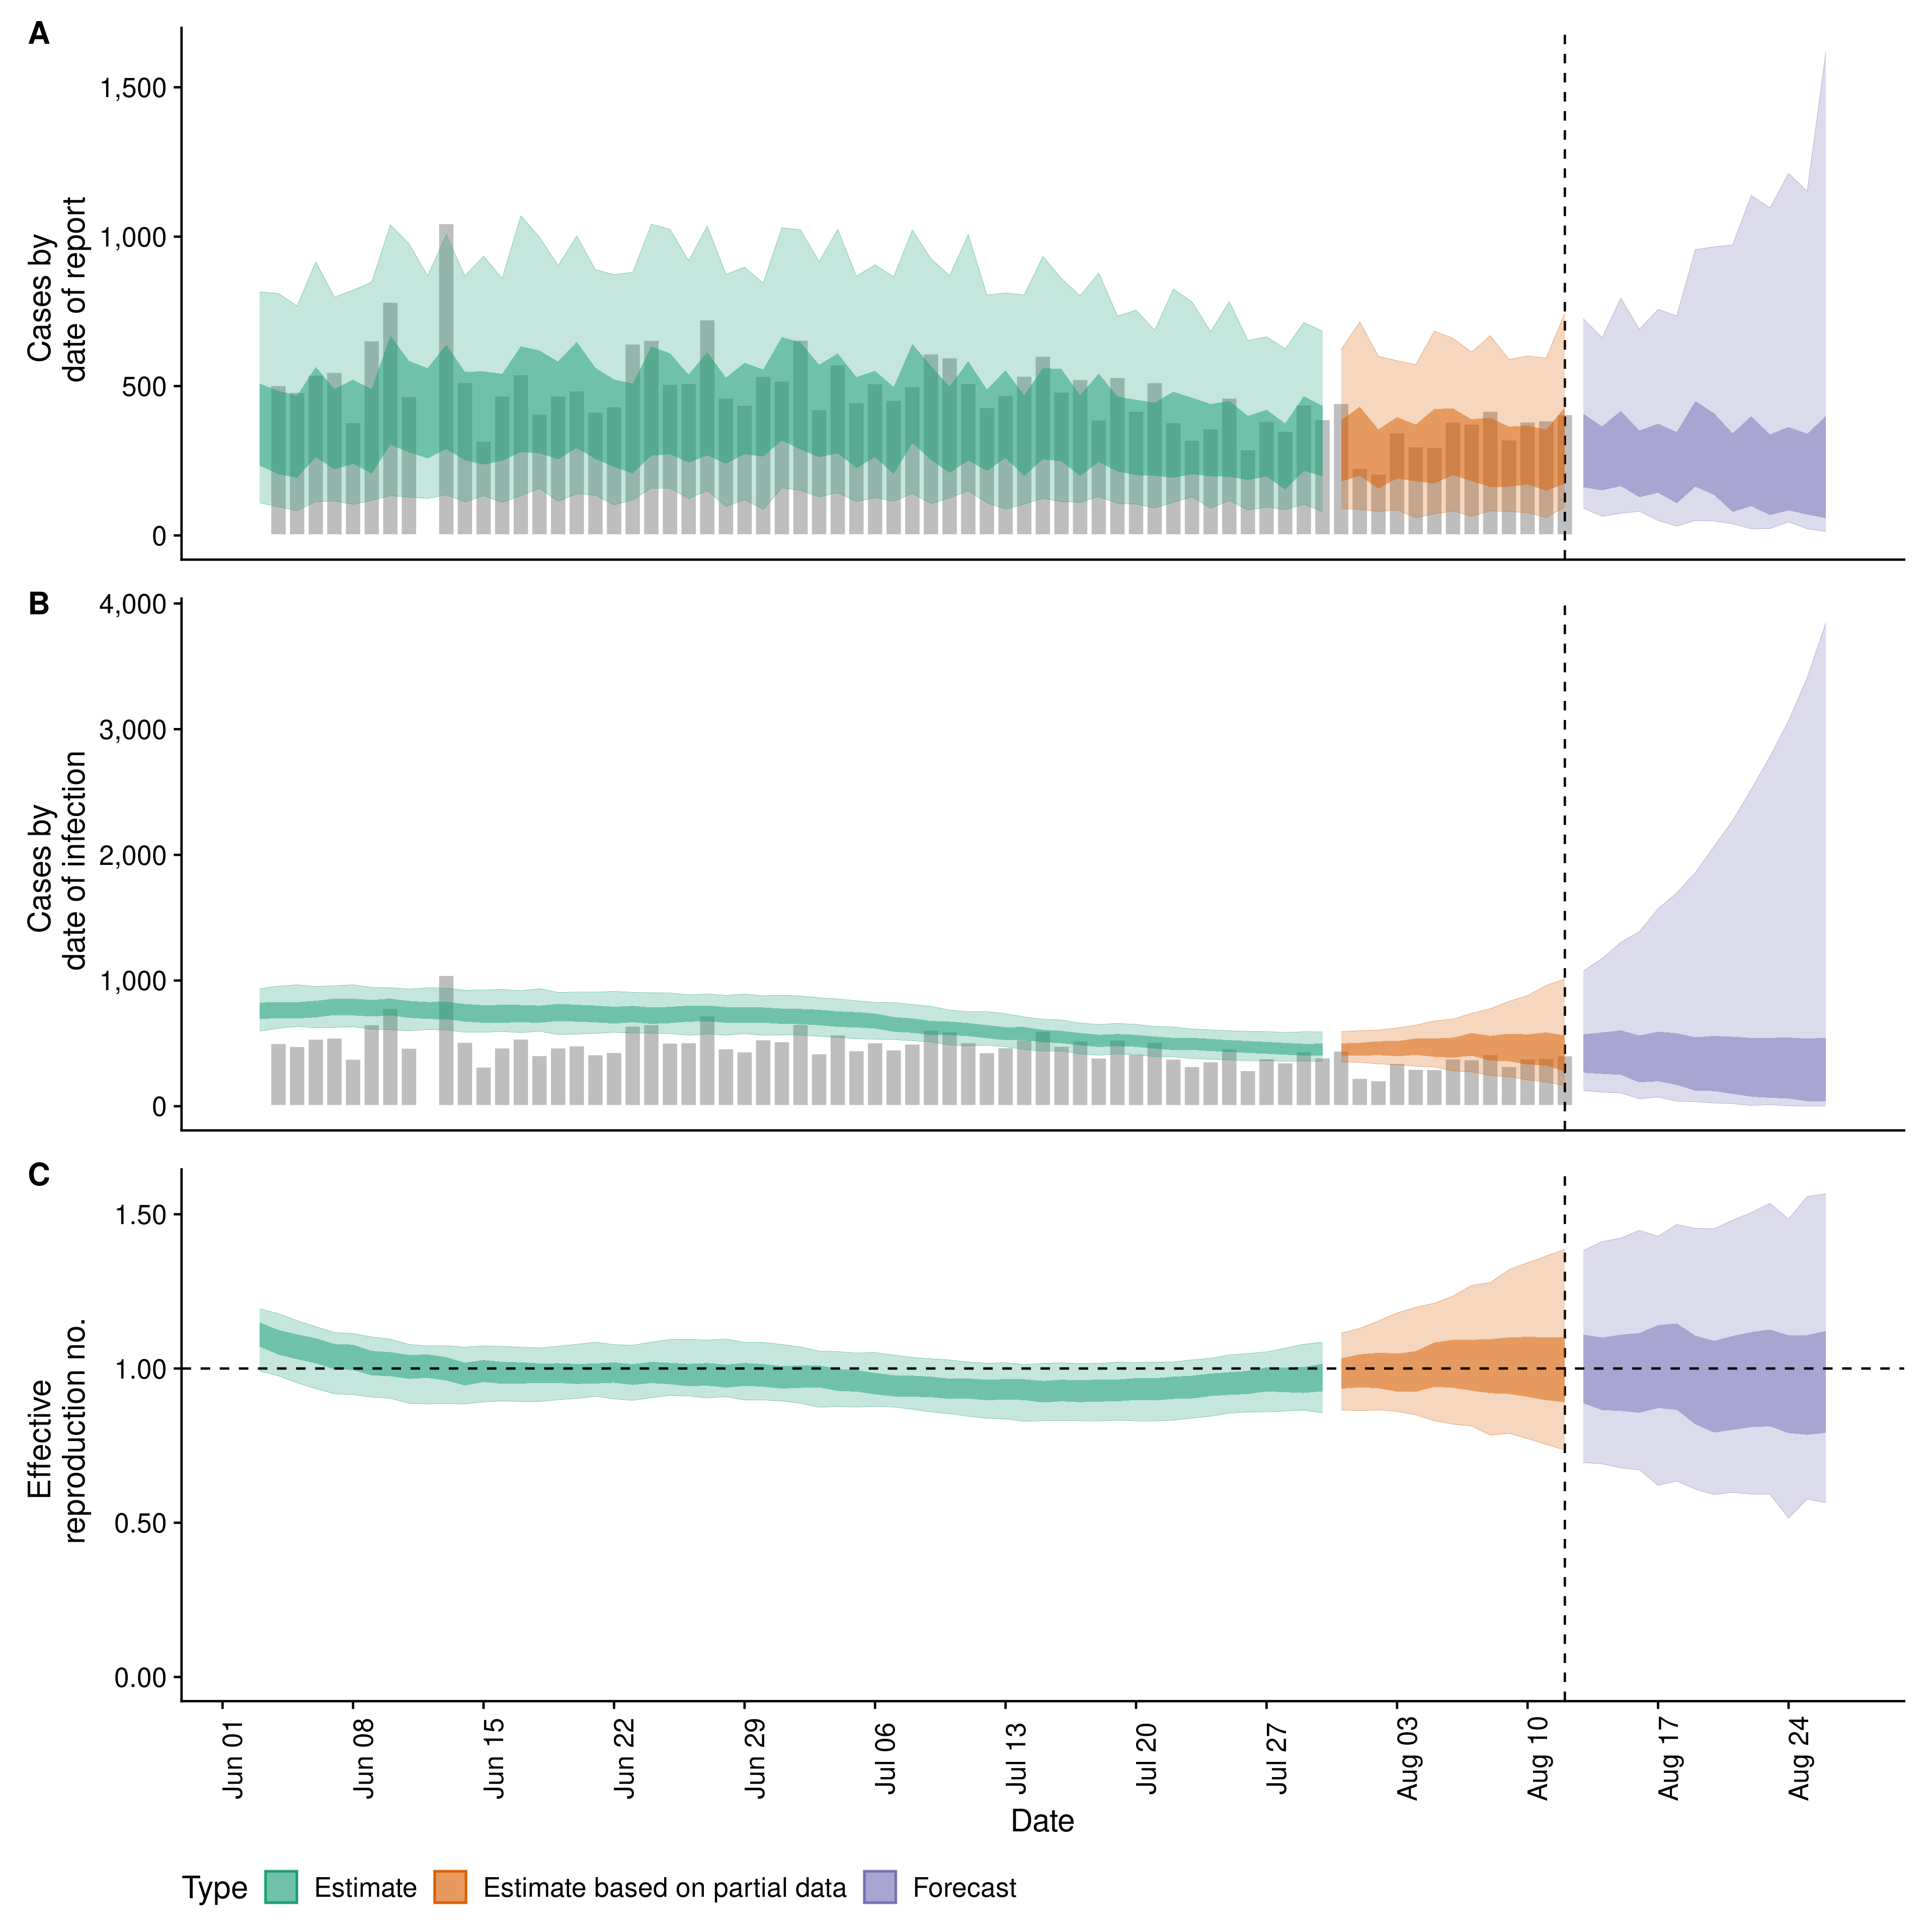 A
Cases by
date of report
1,500
1,000
500
0
B
Cases by
date of infection
4,000
3,000
2,000
1,000
0
C
Effective
reproduction no.
1.50
1.00
0.50
0.00
Jun 01
Jun 08
Jun 15
Jun 22
Jun 29
Jul 06
Jul 13
Jul 20
Jul 27
Aug 03
Aug 10
Aug 17
Aug 24
Date
Type Estimate Estimate based on partial data Forecast